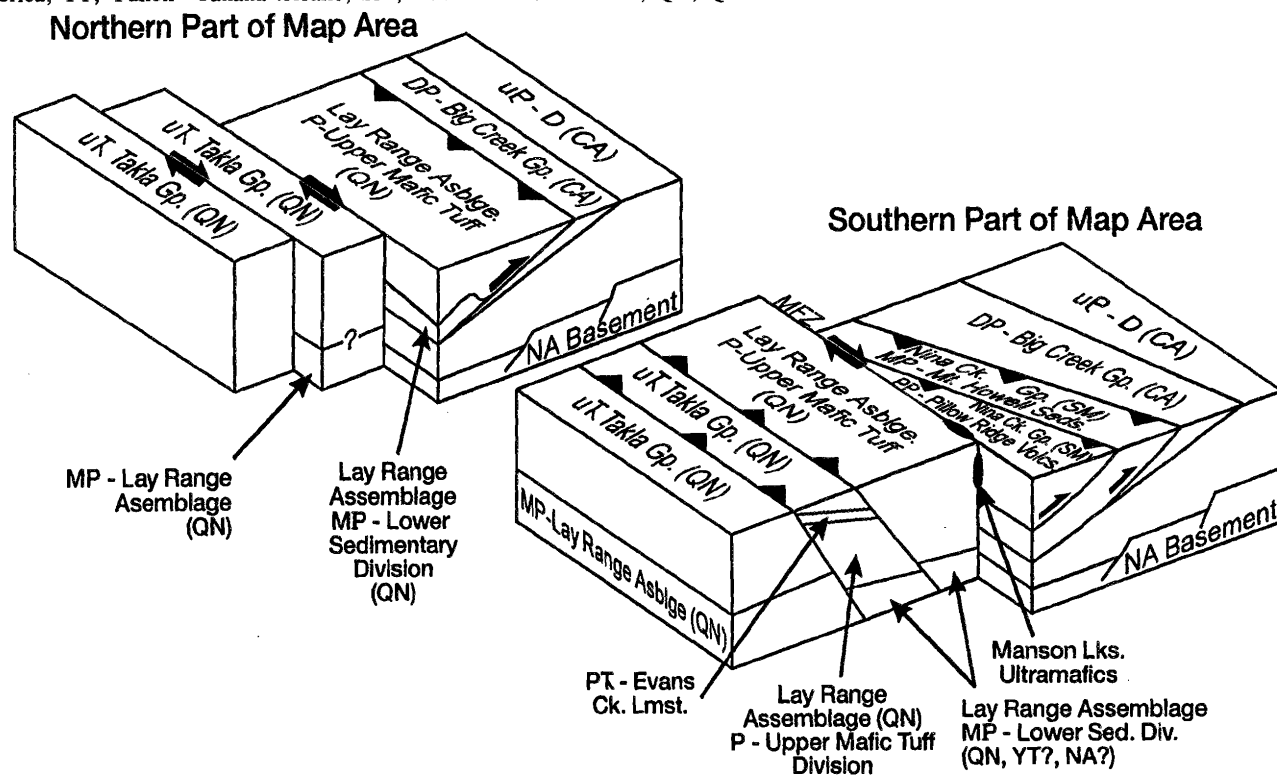 Northern Part of Map Area
uT Takla Gp. (QN)
uT Takla Gp. (QN)
Lay Range Asblge.
P-Upper Mafic Tuff
(QN)
DP - Big Creek Gp. (CA)
uP - D (CA)
?
NA Basement
MP - Lay Range
Asemblage
(QN)
Lay Range
Assemblage
MP - Lower
Sedimentary
Division
(QN)
Southern Part of Map Area
uT Takla Gp. (QN)
uT Takla Gp. (QN)
MP-Lay Range Asblge (QN)
Lay Range Asblge.
P-Upper Mafic Tuff
(QN)
MFZ
Nina Ck. Gp. (SM)
MP - Mt. Howell Seds.
Nina Ck. Gp. (SM)
PP - Pillow Ridge Volcs.
DP - Big Creek Gp. (CA)
uP - D (CA)
NA Basement
PT - Evans
Ck. Lmst.
Lay Range
Assemblage (QN)
P - Upper Mafic Tuff
Division
Manson Lks.
Ultramafics
Lay Range Assemblage
MP - Lower Sed. Div.
(QN, YT?, NA?)